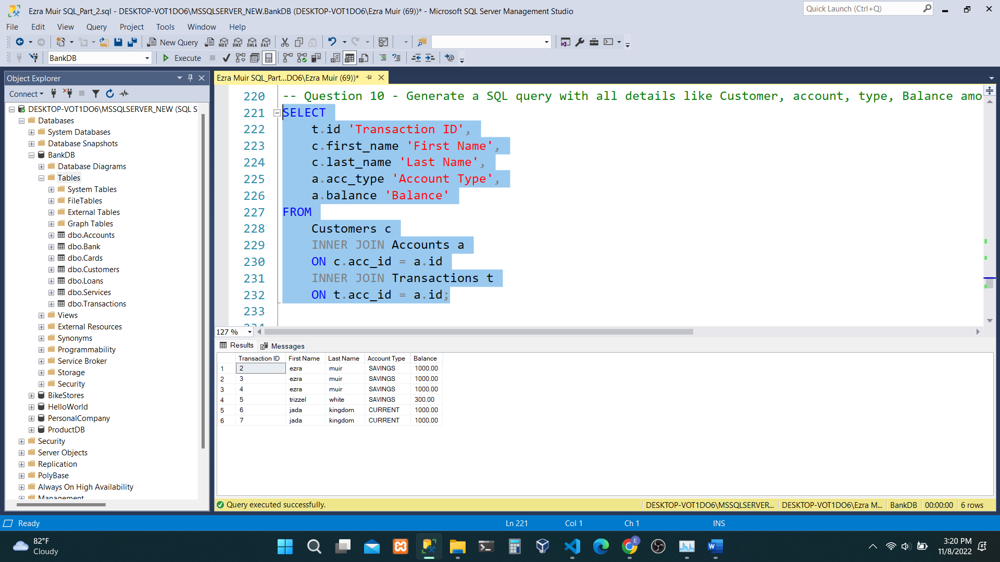 Ezra Muir SQL_Part_2.sql - DESKTOP-VOT1DO6\MSSQLSERVER_NEW.BankDB (DESKTOP-VOT1DO6\Ezra Muir (69))* - Microsoft SQL Server Management Studio
Quick Launch (Ctrl+Q)
File Edit View Query Project Tools Window Help
New Query MDX DMX XMLA DAX
BankDB Execute
Object Explorer
Connect
DESKTOP-VOT1DO6\MSSQLSERVER_NEW (SQL S
Databases
System Databases
Database Snapshots
BankDB
Database Diagrams
Tables
System Tables
FileTables
External Tables
Graph Tables
dbo.Accounts
dbo.Bank
dbo.Cards
dbo.Customers
dbo.Loans
dbo.Services
dbo.Transactions
Views
External Resources
Synonyms
Programmability
Service Broker
Storage
Security
BikeStores
HelloWorld
PersonalCompany
ProductDB
Security
Server Objects
Replication
PolyBase
Always On High Availability
Management
Ezra Muir SQL_Part...DO6\Ezra Muir (69))*
220 -- Question 10 - Generate a SQL query with all details like Customer, account, type, Balance amo
221 SELECT
222 t.id 'Transaction ID',
223 c.first_name 'First Name',
224 c.last_name 'Last Name',
225 a.acc_type 'Account Type',
226 a.balance 'Balance'
227 FROM
228 Customers c
229 INNER JOIN Accounts a
230 ON c.acc_id = a.id
231 INNER JOIN Transactions t
232 ON t.acc_id = a.id;
233
234
127 %
Results Messages
Transaction ID First Name Last Name Account Type Balance
1 2 ezra muir SAVINGS 1000.00
2 3 ezra muir SAVINGS 1000.00
3 4 ezra muir SAVINGS 1000.00
4 5 trizzel white SAVINGS 300.00
5 6 jada kingdom CURRENT 1000.00
6 7 jada kingdom CURRENT 1000.00
Query executed successfully. DESKTOP-VOT1DO6\MSSQLSERVER... DESKTOP-VOT1DO6\Ezra M... BankDB 00:00:00 6 rows
Ready Ln 221 Col 1 Ch 1 INS
82°F
Cloudy
E
3:20 PM
11/8/2022